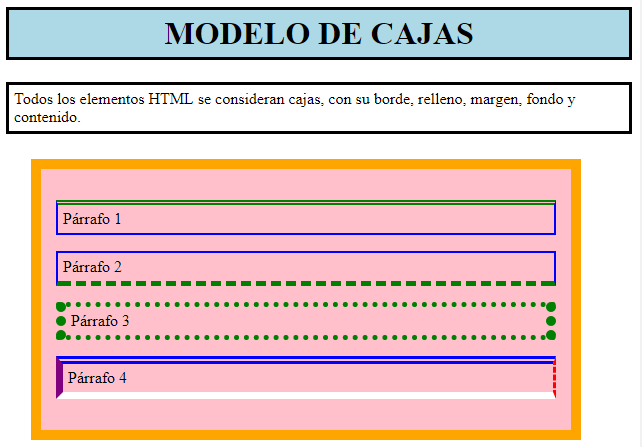 MODELO DE CAJAS
Todos los elementos HTML se consideran cajas, con su borde, relleno, margen, fondo y
contenido.
Párrafo 1
Párrafo 2
Párrafo 3
Párrafo 4